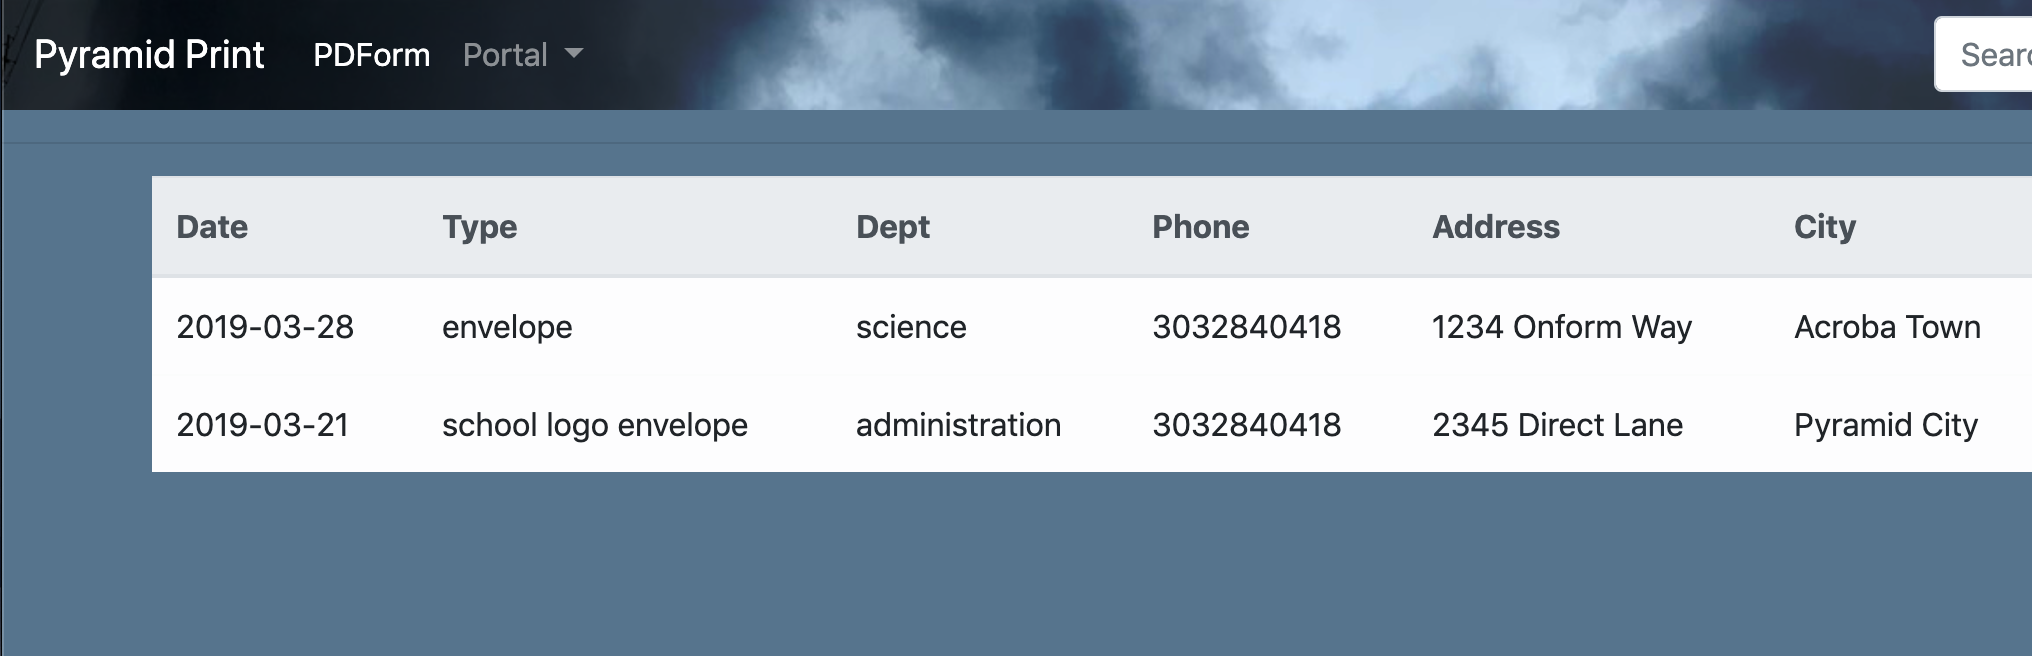 Pyramid Print PDForm Portal
Date Type Dept Phone Address City
2019-03-28 envelope science 3032840418 1234 Onform Way Acroba Town
2019-03-21 school logo envelope administration 3032840418 2345 Direct Lane Pyramid City